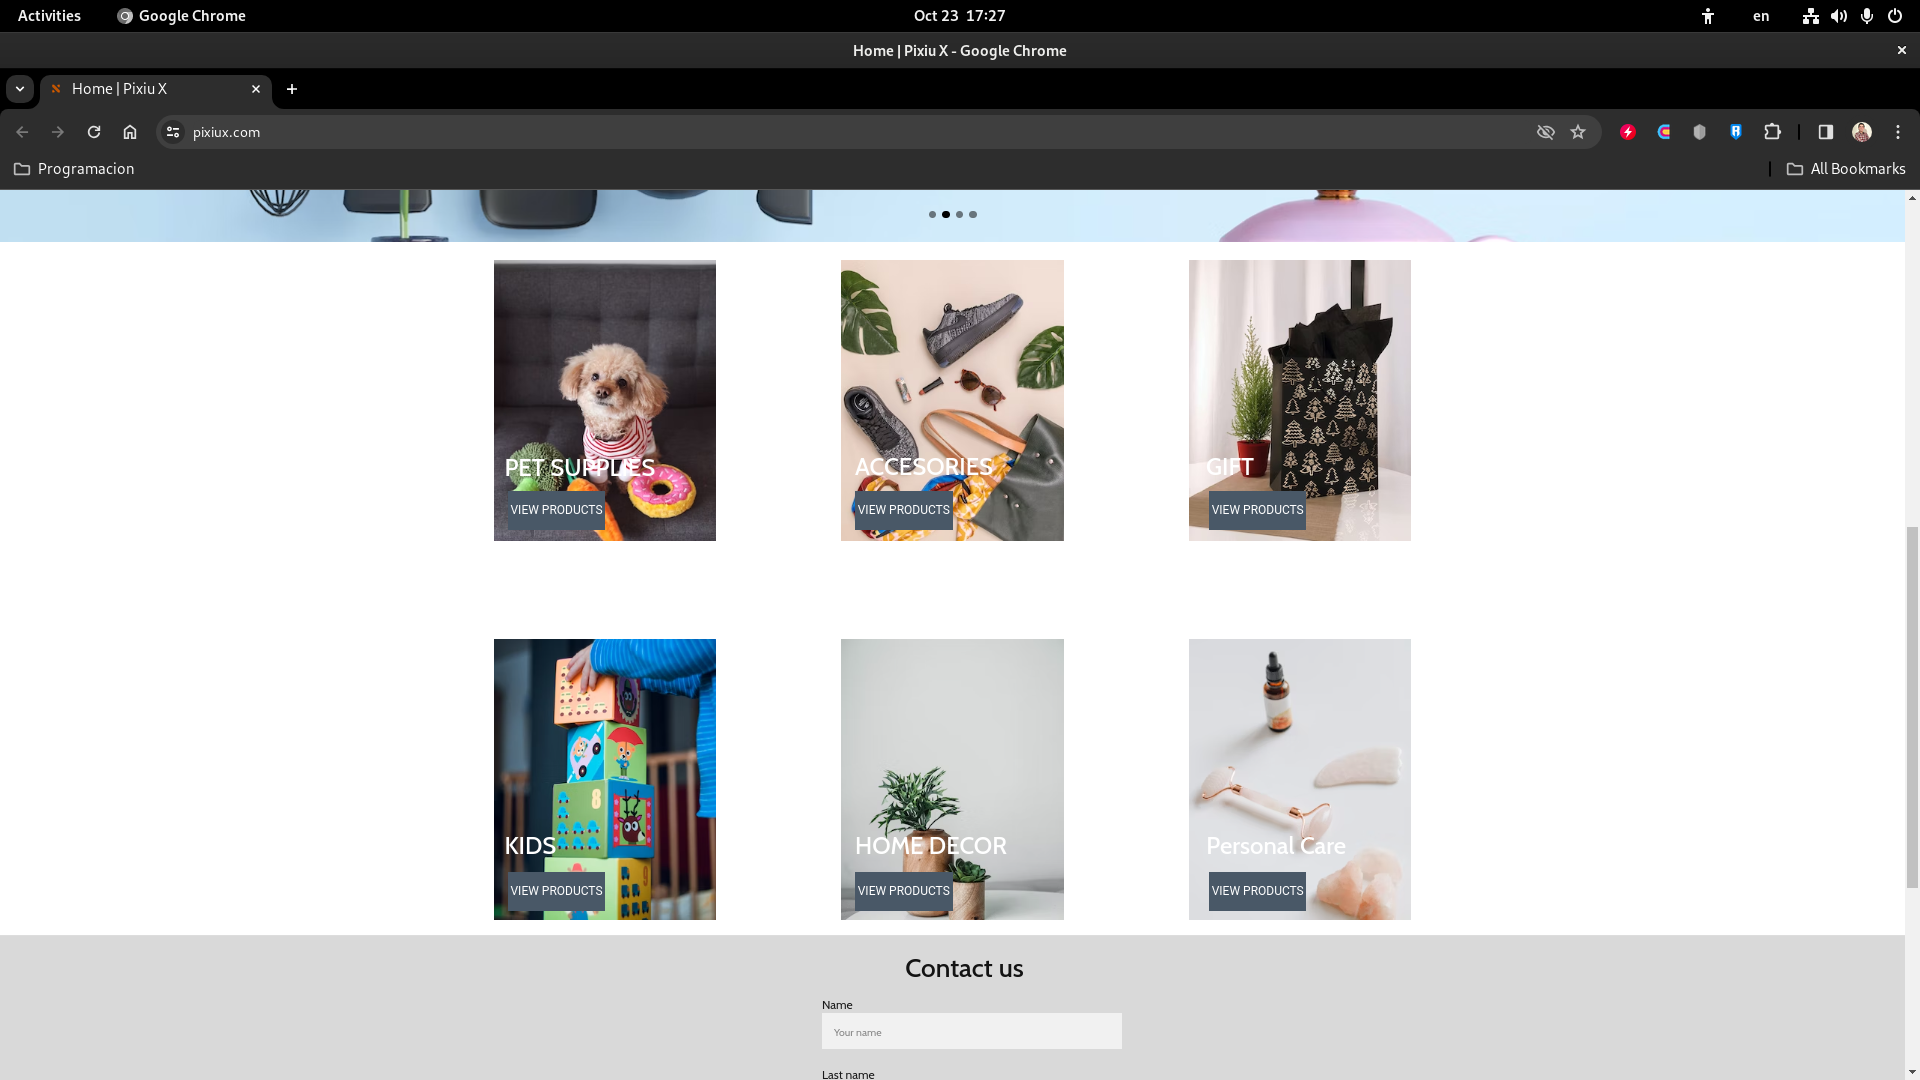 Activities
Google Chrome
Oct 23 17:27
en
Home | Pixiu X - Google Chrome
Home | Pixiu X
pixiux.com
Programacion
All Bookmarks
PET SUPPLIES
ACCESORIES
GIFT
VIEW PRODUCTS
VIEW PRODUCTS
VIEW PRODUCTS
KIDS
HOME DECOR
Personal Care
VIEW PRODUCTS
VIEW PRODUCTS
VIEW PRODUCTS
Contact us
Name
Your name
Last name